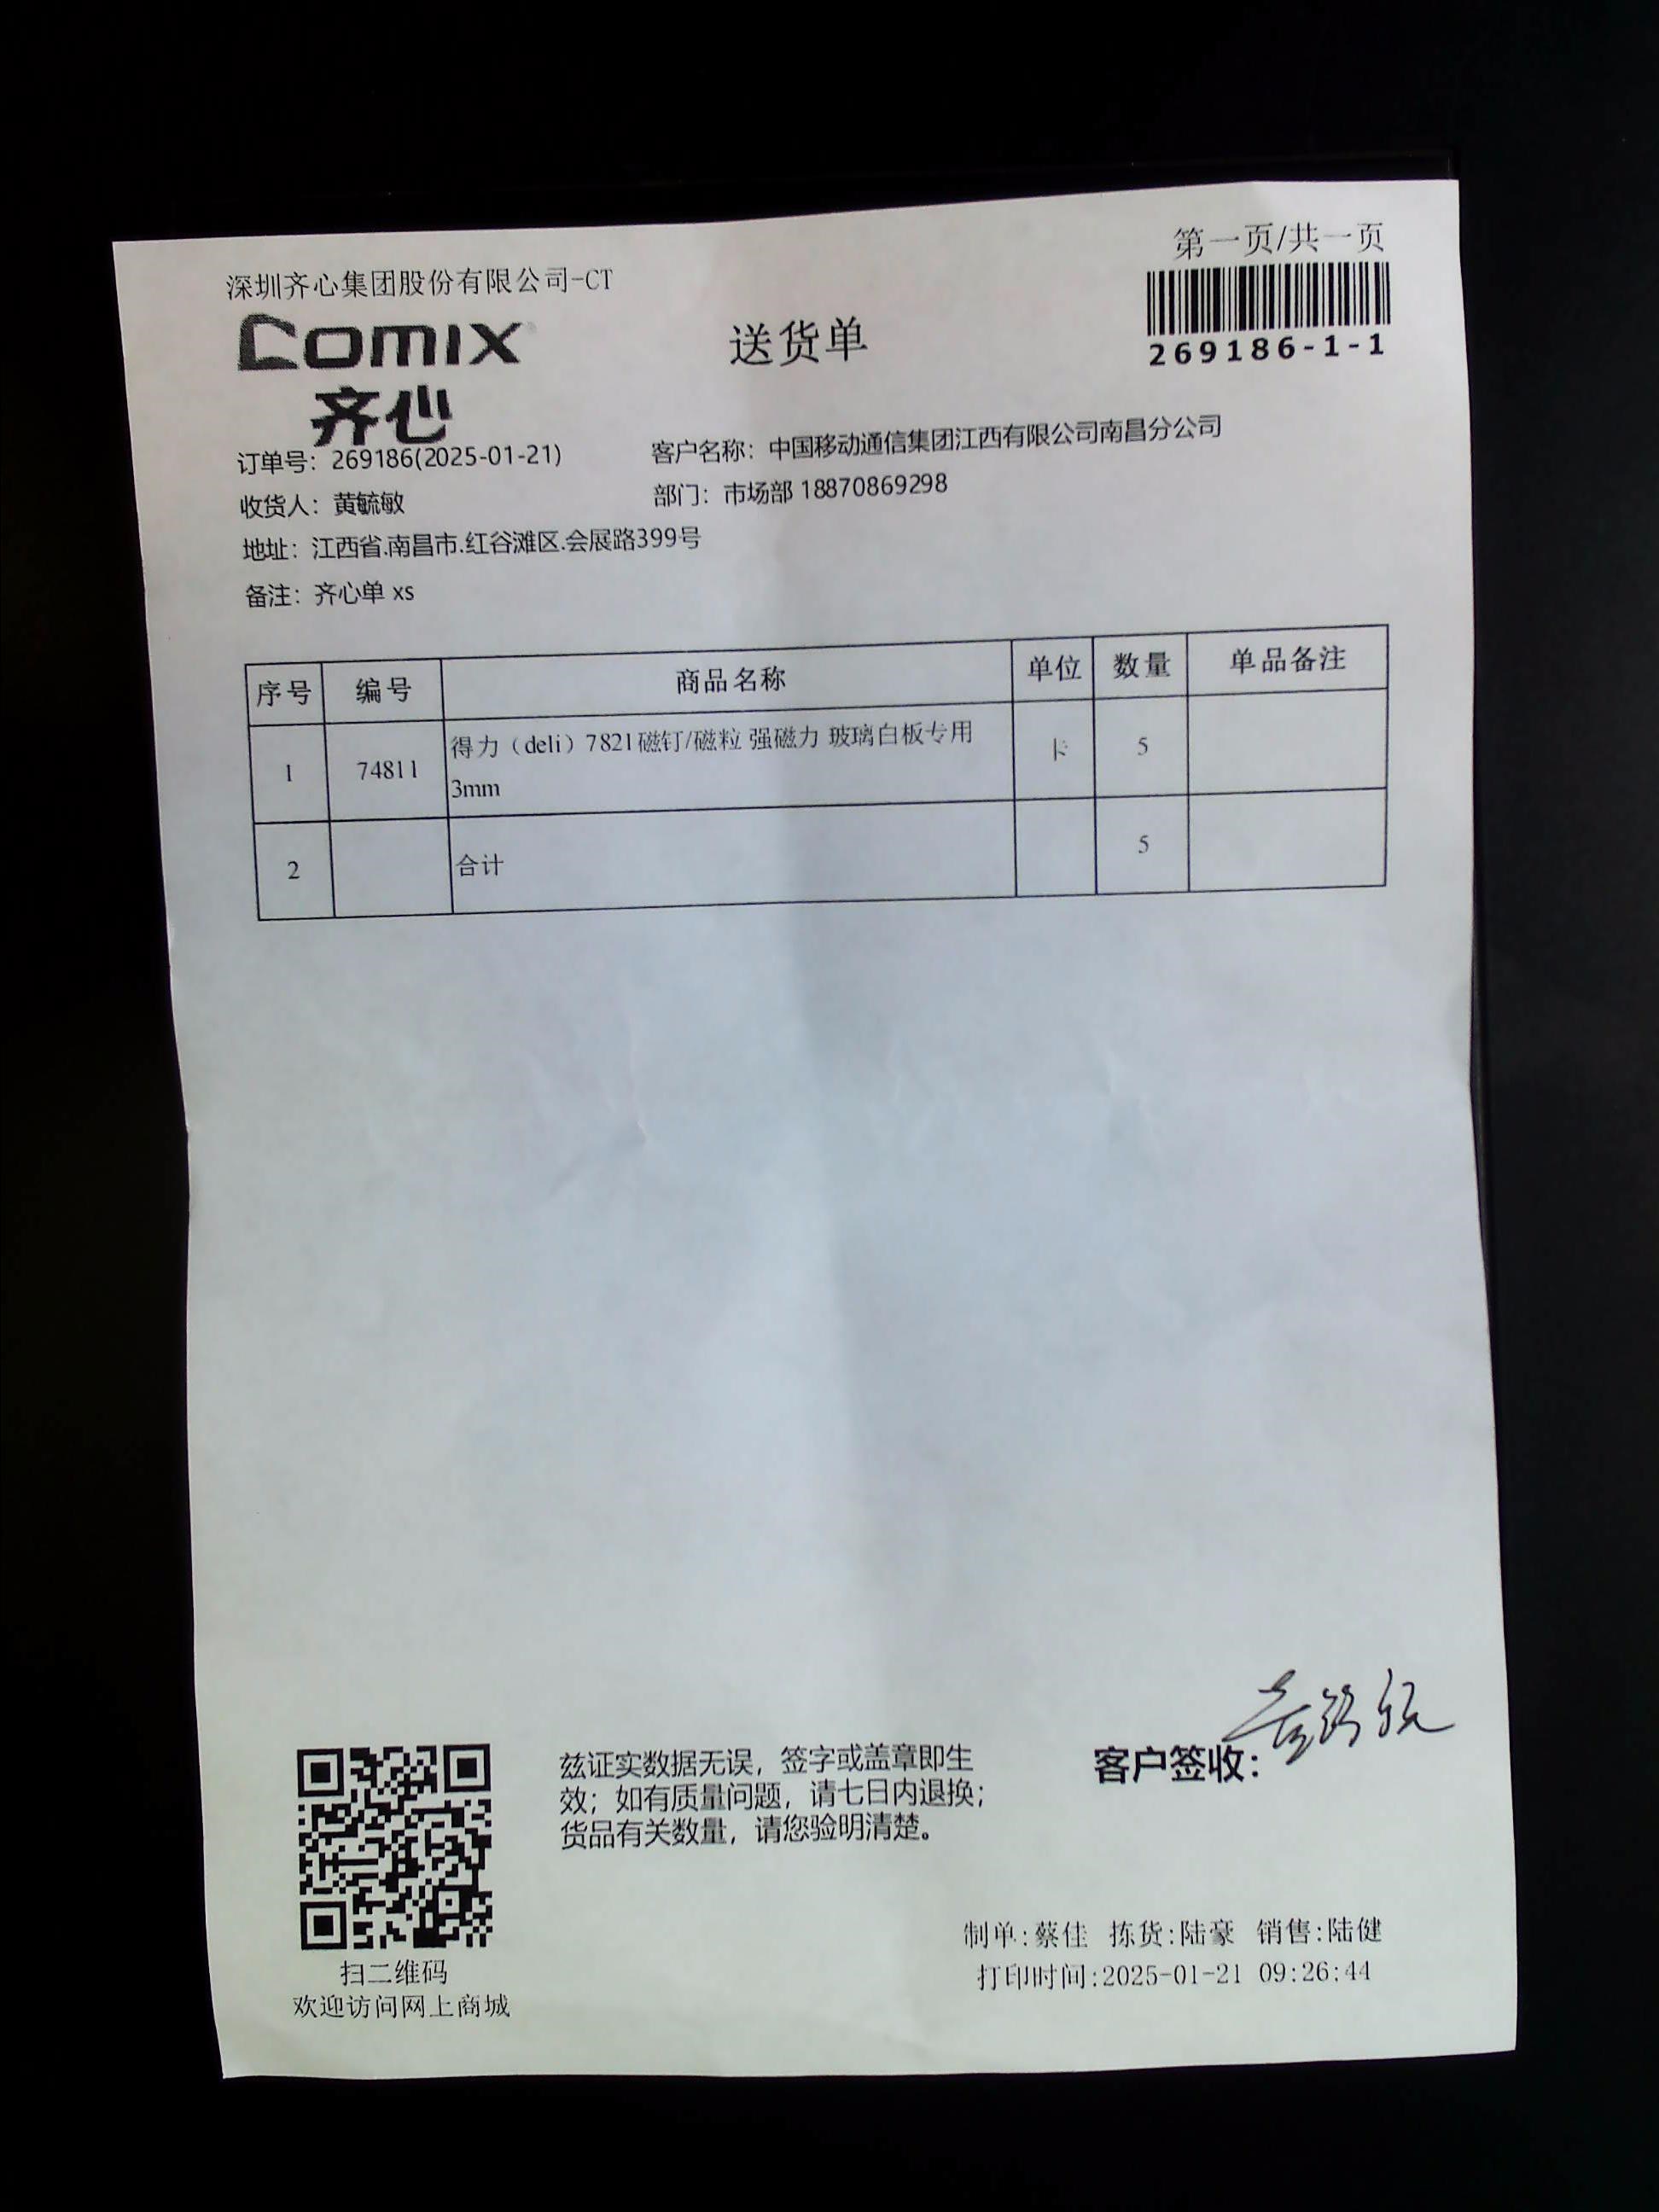 第一页/共一页
深圳齐心集团股份有限公司-CT
comix
齐心
送货单
269186-1-1
订单号：269186(2025-01-21) 客户名称：中国移动通信集团江西有限公司南昌分公司
收货人：黄毓敏 部门：市场部 18870869298
地址：江西省.南昌市.红谷滩区.会展路399号
备注：齐心单 xs
序号 编号 商品名称 单位 数量 单品备注
1 74811 得力（deli）7821磁钉/磁粒 强磁力 玻璃白板专用 卡 5
3mm
2 合计 5
兹证实数据无误，签字或盖章即生
效；如有质量问题，请七日内退换；
货品有关数量，请您验明清楚。
客户签收：
扫二维码
欢迎访问网上商城
制单:蔡佳 拣货:陆豪 销售:陆健
打印时间:2025-01-21 09:26:44